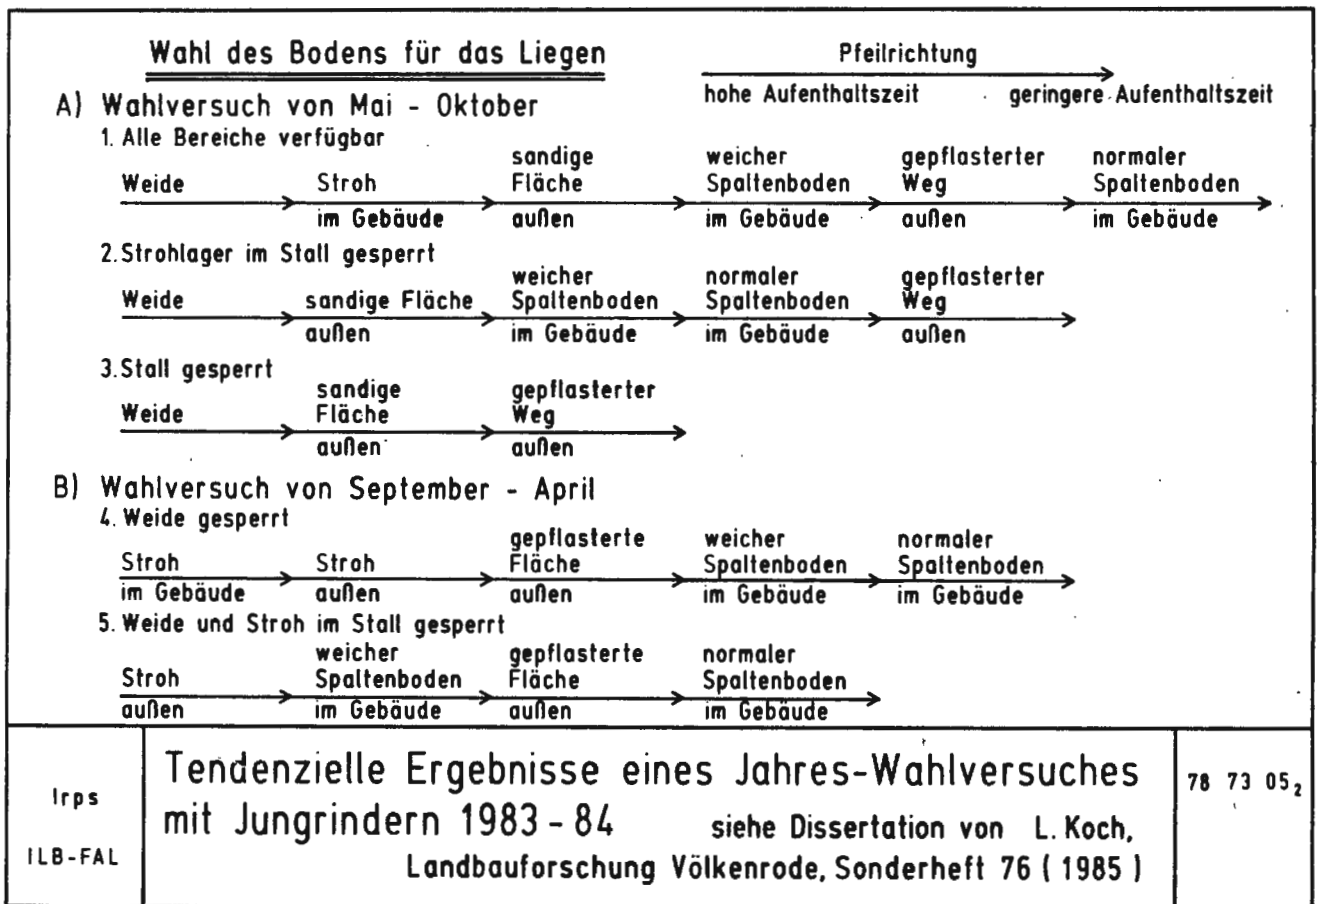 Wahl des Bodens für das Liegen
Pfeilrichtung
hohe Aufenthaltszeit geringere Aufenthaltszeit
A) Wahlversuch von Mai - Oktober
1. Alle Bereiche verfügbar
Weide
Stroh
im Gebäude
sandige
Fläche
außen
weicher
Spaltenboden
im Gebäude
gepflasterter
Weg
außen
normaler
Spaltenboden
im Gebäude
2. Strohlager im Stall gesperrt
Weide
sandige Fläche
außen
weicher
Spaltenboden
im Gebäude
normaler
Spaltenboden
im Gebäude
gepflasterter
Weg
außen
3. Stall gesperrt
Weide
sandige
Fläche
außen
gepflasterter
Weg
außen
B) Wahlversuch von September - April
4. Weide gesperrt
Stroh
im Gebäude
Stroh
außen
gepflasterte
Fläche
außen
weicher
Spaltenboden
im Gebäude
normaler
Spaltenboden
im Gebäude
5. Weide und Stroh im Stall gesperrt
Stroh
außen
weicher
Spaltenboden
im Gebäude
gepflasterte
Fläche
außen
normaler
Spaltenboden
im Gebäude
Irps
ILB-FAL
Tendenzielle Ergebnisse eines Jahres-Wahlversuches
mit Jungrindern 1983 - 84 siehe Dissertation von L. Koch,
Landbauforschung Völkenrode, Sonderheft 76 ( 1985 )
78 73 05₂